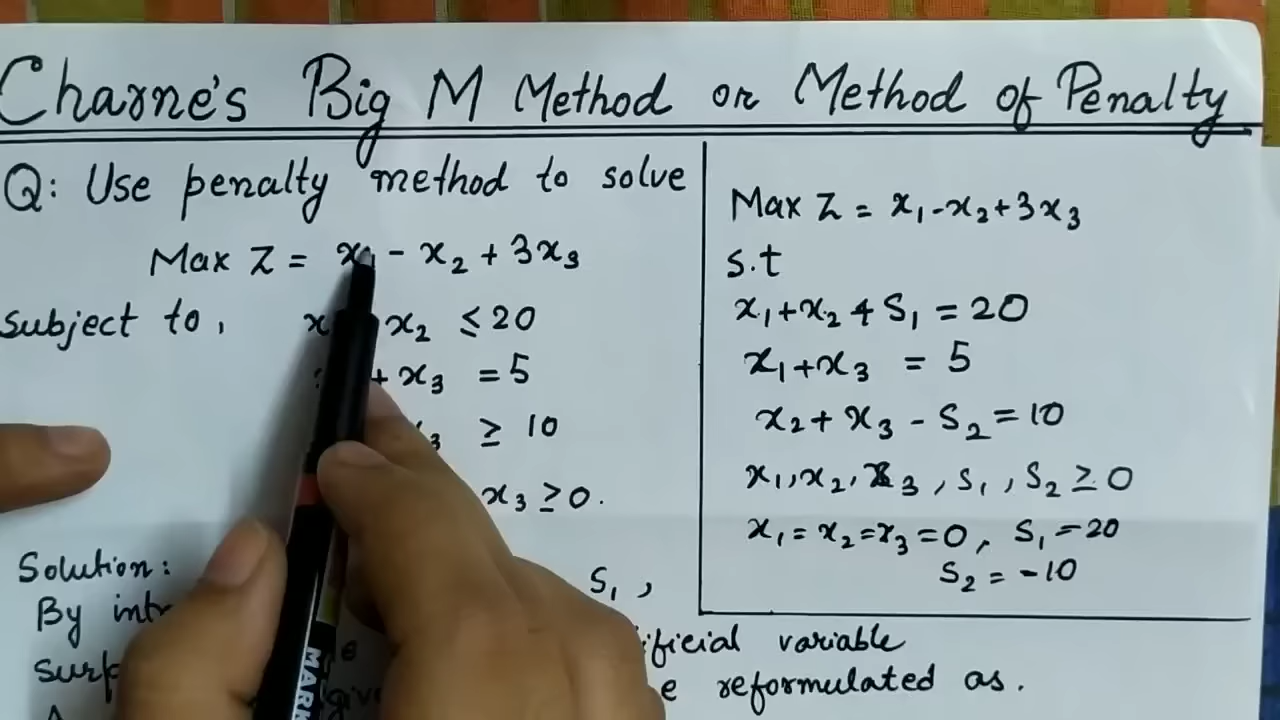 Charne's Big M Method or Method of Penalty
Q: Use penalty method to solve
Max Z = x₁ - x₂ + 3x₃
subject to, x x₂ ≤ 20
+ x₃ = 5
₃ ≥ 10
x₃ ≥ 0.
Solution:
By
S₁ ,
variable
reformulated as.
Max Z = x₁ - x₂ + 3x₃
s.t
x₁ + x₂ + S₁ = 20
x₁ + x₃ = 5
x₂ + x₃ - S₂ = 10
x₁, x₂, x₃, S₁, S₂ ≥ 0
x₁ = x₂ = x₃ = 0, S₁ = 20
S₂ = -10
MARK